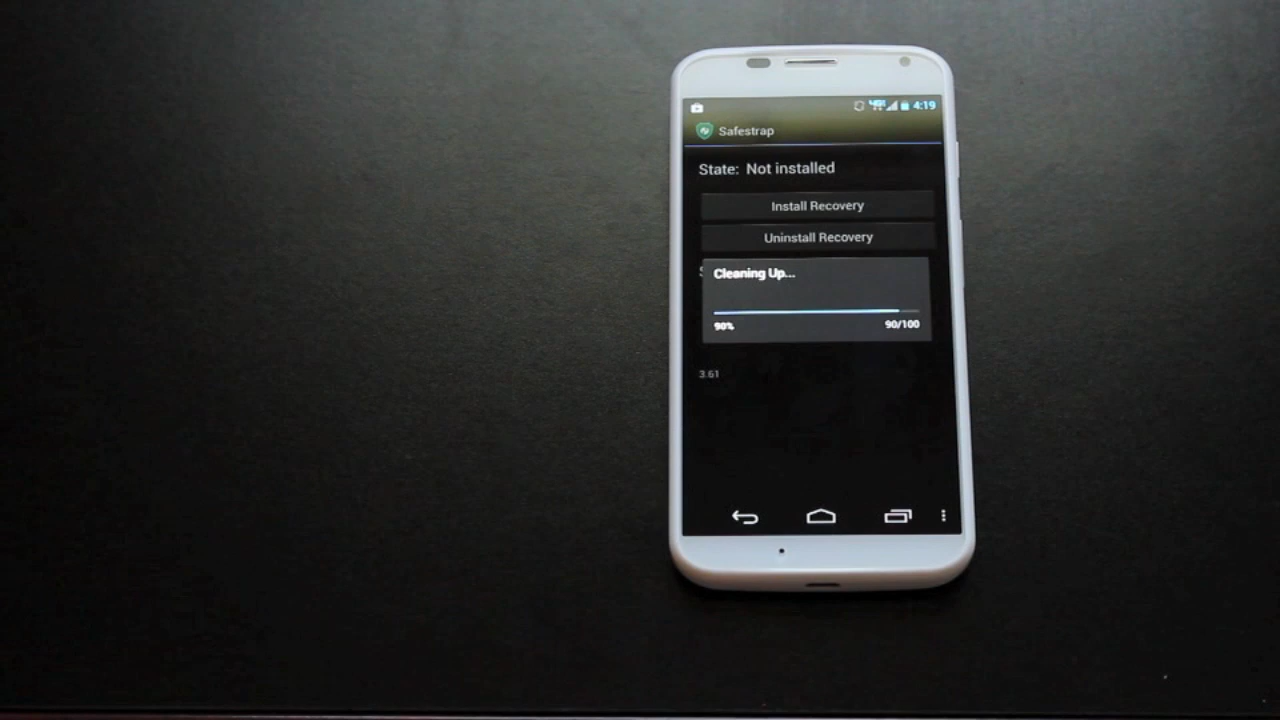 4:19
Safestrap
State: Not installed
Install Recovery
Uninstall Recovery
Cleaning Up...
90% 90/100
3.61